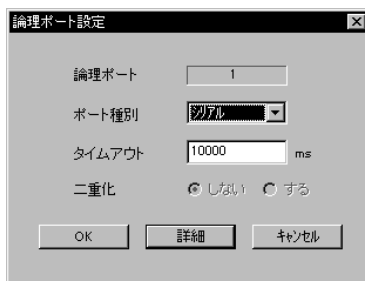 論理ポート設定
論理ポート 1
ポート種別 シリアル
タイムアウト 10000 ms
二重化 しない する
OK 詳細 キャンセル